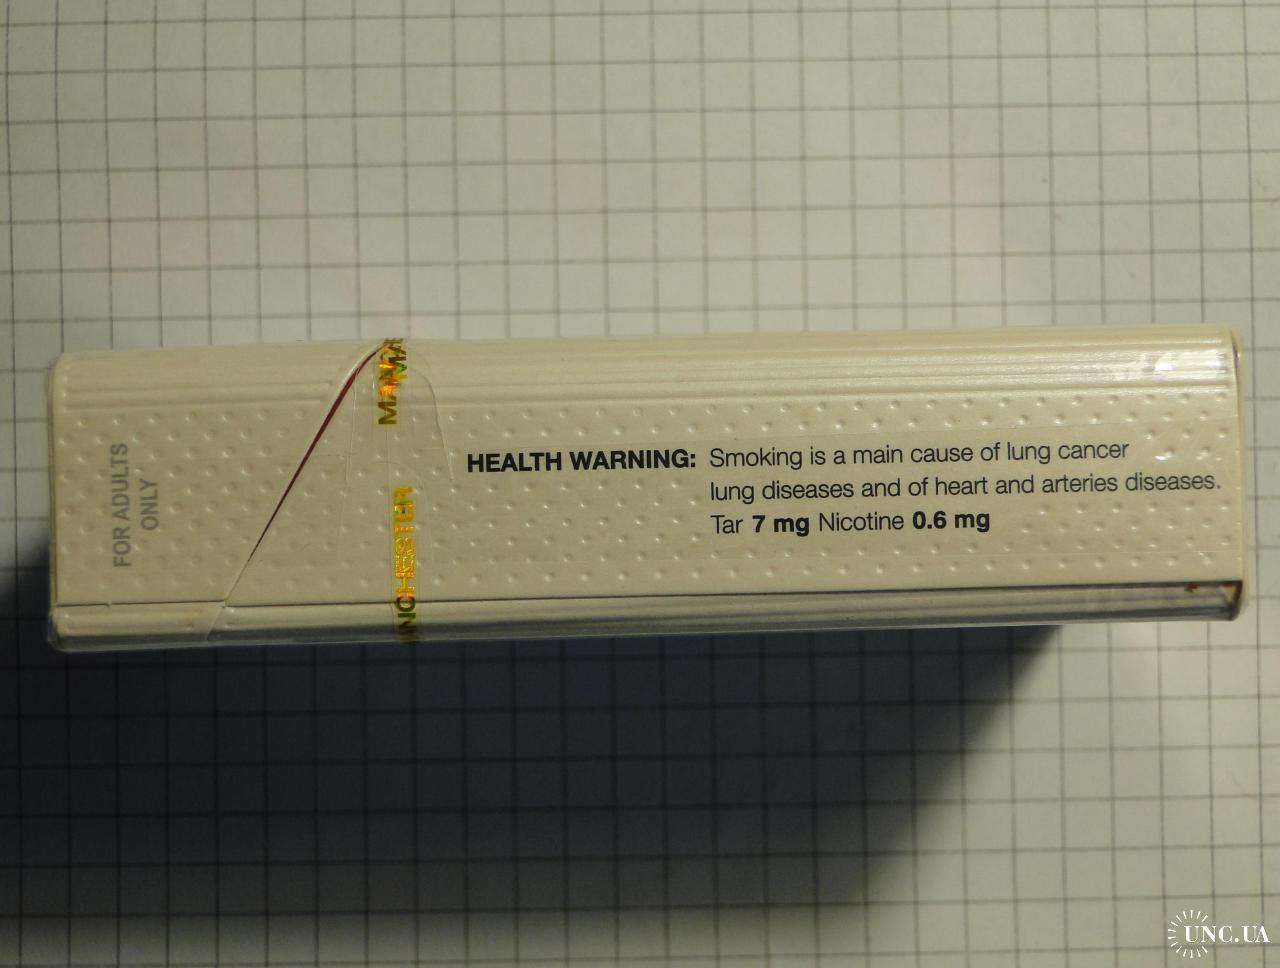 FOR ADULTS
ONLY
MANCHESTER
HEALTH WARNING: Smoking is a main cause of lung cancer
lung diseases and of heart and arteries diseases.
Tar 7 mg Nicotine 0.6 mg
UNC.UA